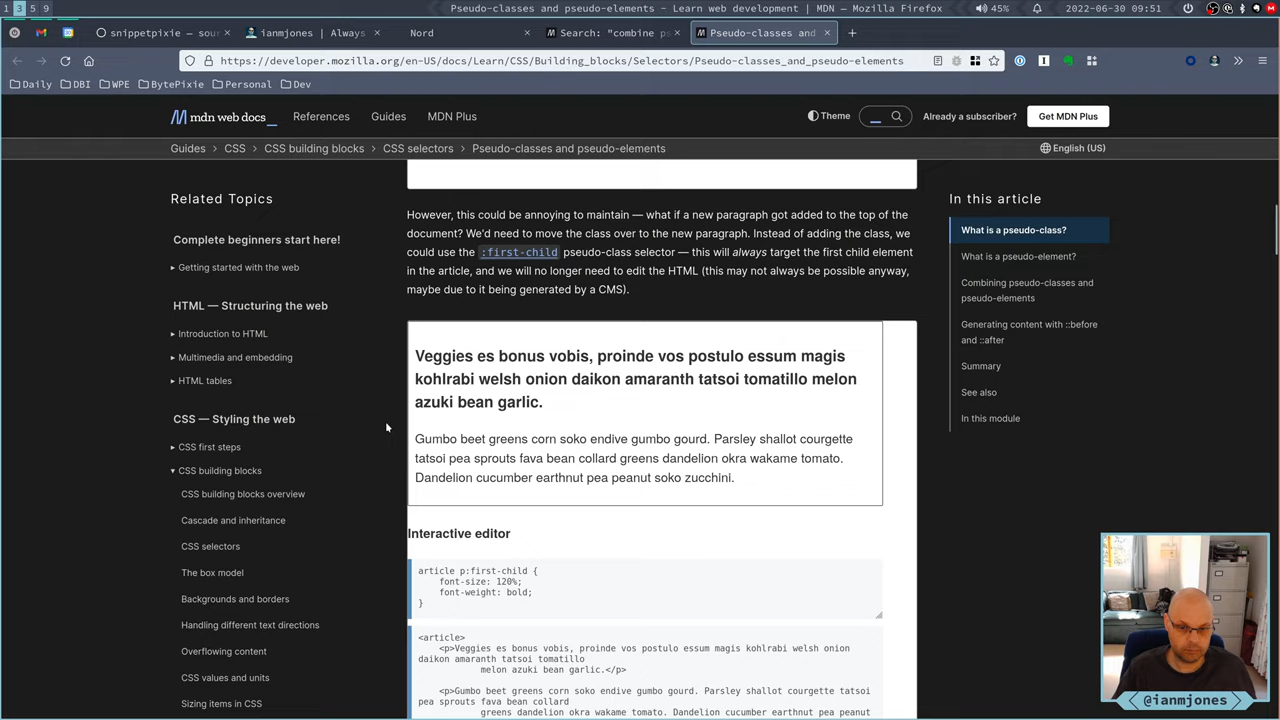 1 3 5 9
Pseudo-classes and pseudo-elements - Learn web development | MDN — Mozilla Firefox
45%
2022-06-30 09:51
snippetpixie — sour
ianmjones | Always
Nord
Search: "combine ps
Pseudo-classes and
https://developer.mozilla.org/en-US/docs/Learn/CSS/Building_blocks/Selectors/Pseudo-classes_and_pseudo-elements
Daily DBI WPE BytePixie Personal Dev
mdn web docs_
References
Guides
MDN Plus
Theme
Already a subscriber?
Get MDN Plus
Guides > CSS > CSS building blocks > CSS selectors > Pseudo-classes and pseudo-elements
English (US)
Related Topics
Complete beginners start here!
Getting started with the web
HTML — Structuring the web
Introduction to HTML
Multimedia and embedding
HTML tables
CSS — Styling the web
CSS first steps
CSS building blocks
CSS building blocks overview
Cascade and inheritance
CSS selectors
The box model
Backgrounds and borders
Handling different text directions
Overflowing content
CSS values and units
Sizing items in CSS
However, this could be annoying to maintain — what if a new paragraph got added to the top of the
document? We'd need to move the class over to the new paragraph. Instead of adding the class, we
could use the :first-child pseudo-class selector — this will always target the first child element
in the article, and we will no longer need to edit the HTML (this may not always be possible anyway,
maybe due to it being generated by a CMS).
Veggies es bonus vobis, proinde vos postulo essum magis
kohlrabi welsh onion daikon amaranth tatsoi tomatillo melon
azuki bean garlic.
Gumbo beet greens corn soko endive gumbo gourd. Parsley shallot courgette
tatsoi pea sprouts fava bean collard greens dandelion okra wakame tomato.
Dandelion cucumber earthnut pea peanut soko zucchini.
Interactive editor
article p:first-child {
font-size: 120%;
font-weight: bold;
}
<article>
<p>Veggies es bonus vobis, proinde vos postulo essum magis kohlrabi welsh onion
daikon amaranth tatsoi tomatillo
melon azuki bean garlic.</p>
<p>Gumbo beet greens corn soko endive gumbo gourd. Parsley shallot courgette tatsoi
pea sprouts fava bean collard
greens dandelion okra wakame tomato. Dandelion cucumber earthnut pea peanut
In this article
What is a pseudo-class?
What is a pseudo-element?
Combining pseudo-classes and
pseudo-elements
Generating content with ::before
and ::after
Summary
See also
In this module
@ianmjones